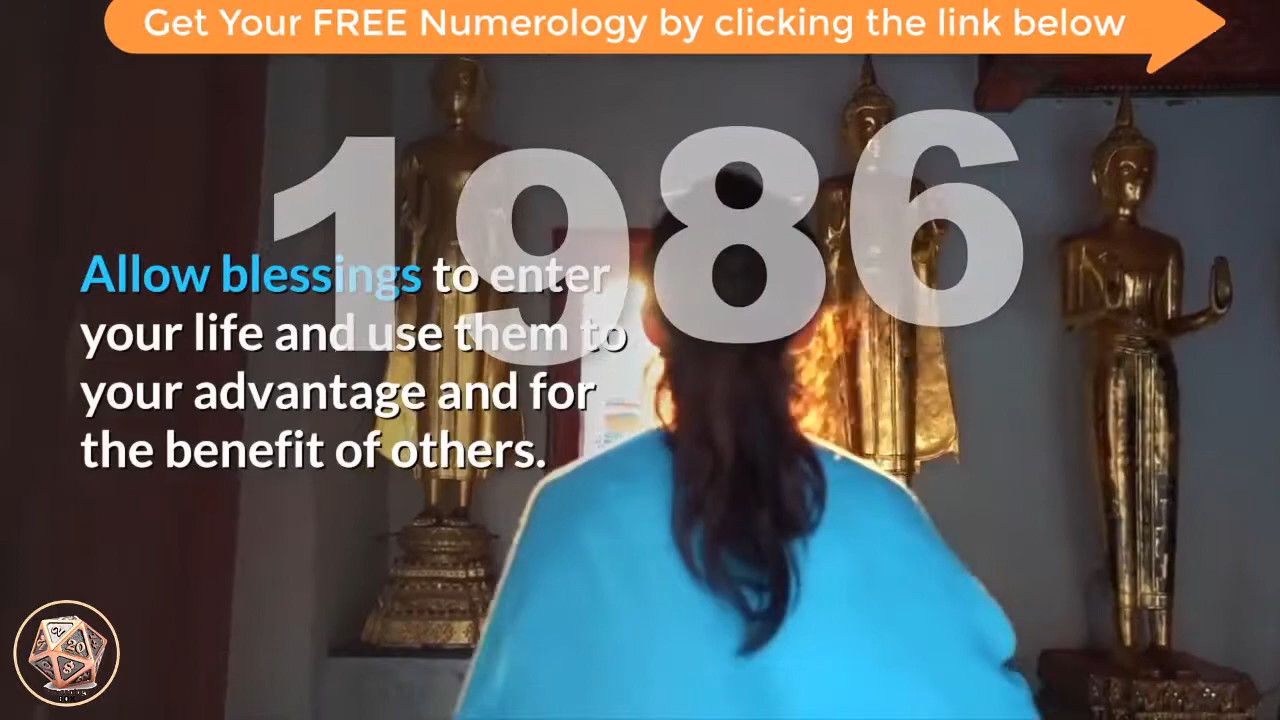 Get Your FREE Numerology by clicking the link below
1986
Allow blessings to enter
your life and use them to
your advantage and for
the benefit of others.
20